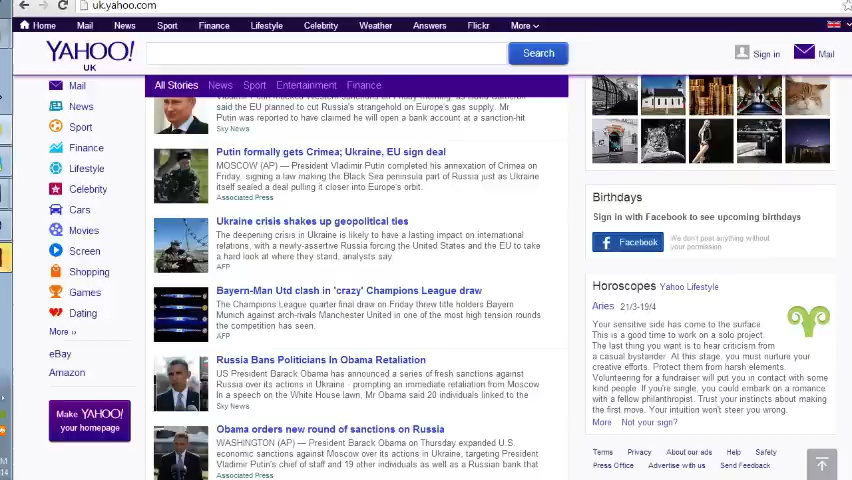 uk.yahoo.com
Home Mail News Sport Finance Lifestyle Celebrity Weather Answers Flickr More
YAHOO!
UK
Search
Sign in Mail
All Stories News Sport Entertainment Finance
Mail
News
Sport
Finance
Lifestyle
Celebrity
Cars
Movies
Screen
Shopping
Games
Dating
More ››
eBay
Amazon
Make YAHOO!
your homepage
said the EU planned to cut Russia's strangehold on Europe's gas supply. Mr
Putin was reported to have claimed he will open a bank account at a sanction-hit
Sky News
Putin formally gets Crimea; Ukraine, EU sign deal
MOSCOW (AP) — President Vladimir Putin completed his annexation of Crimea on
Friday, signing a law making the Black Sea peninsula part of Russia just as Ukraine
itself sealed a deal pulling it closer into Europe's orbit.
Associated Press
Ukraine crisis shakes up geopolitical ties
The deepening crisis in Ukraine is likely to have a lasting impact on international
relations, with a newly-assertive Russia forcing the United States and the EU to take
a hard look at where they stand, analysts say.
AFP
Bayern-Man Utd clash in 'crazy' Champions League draw
The Champions League quarter final draw on Friday threw title holders Bayern
Munich against arch-rivals Manchester United in one of the most high tension rounds
the competition has seen.
AFP
Russia Bans Politicians In Obama Retaliation
US President Barack Obama has announced a series of fresh sanctions against
Russia over its actions in Ukraine - prompting an immediate retaliation from Moscow
In a speech on the White House lawn, Mr Obama said 20 individuals linked to the
Sky News
Obama orders new round of sanctions on Russia
WASHINGTON (AP) — President Barack Obama on Thursday expanded U.S.
economic sanctions against Moscow over its actions in Ukraine, targeting President
Vladimir Putin's chief of staff and 19 other individuals as well as a Russian bank that
Associated Press
Birthdays
Sign in with Facebook to see upcoming birthdays
Facebook
We don't post anything without
your permission.
Horoscopes Yahoo Lifestyle
Aries 21/3-19/4
Your sensitive side has come to the surface.
This is a good time to work on a solo project.
The last thing you want is to hear criticism from
a casual bystander. At this stage, you must nurture your
creative efforts. Protect them from harsh elements.
Volunteering for a fundraiser will put you in contact with some
kind people. If you're single, you could embark on a romance
with a fellow philanthropist. Trust your instincts about making
the first move. Your intuition won't steer you wrong.
More Not your sign?
Terms Privacy About our ads Help Safety
Press Office Advertise with us Send Feedback